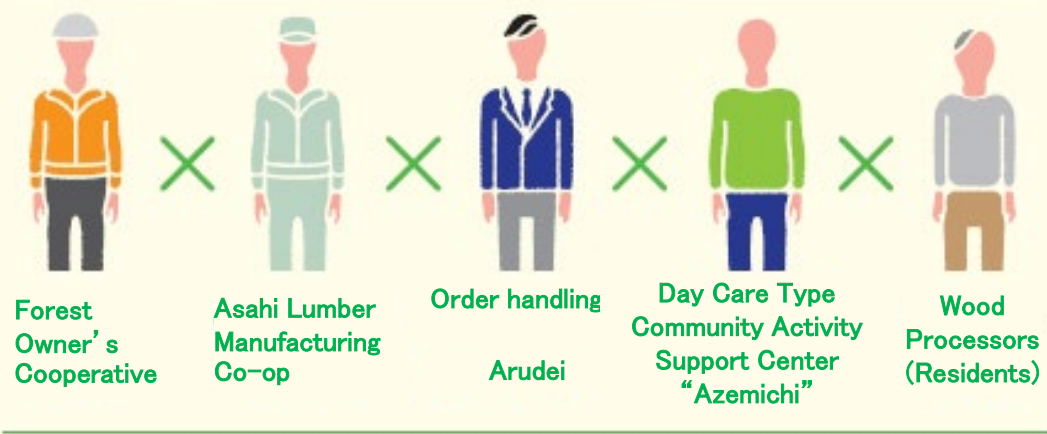 Forest
Owner’s
Cooperative
Asahi Lumber
Manufacturing
Co-op
Order handling
Arudei
Day Care Type
Community Activity
Support Center
“Azemichi”
Wood
Processors
(Residents)